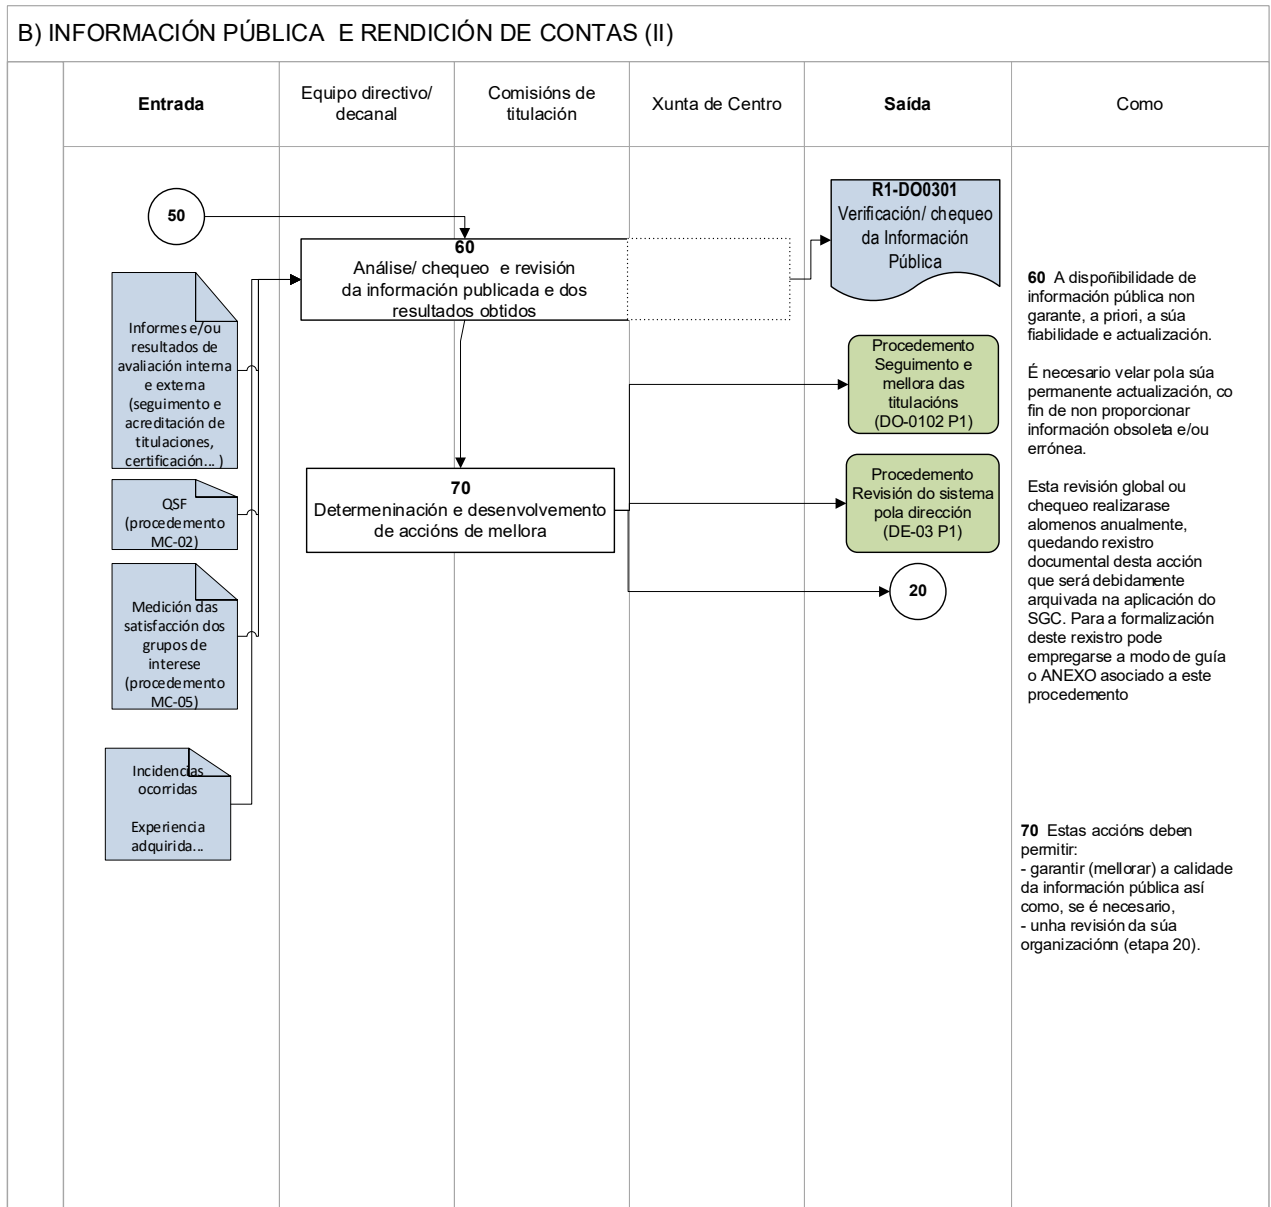 B) INFORMACIÓN PÚBLICA  E RENDICIÓN DE CONTAS (II)
Entrada
Equipo directivo/
decanal
Comisións de
titulación
Xunta de Centro
Saída
Como
50
60
Análise/ chequeo  e revisión
da información publicada e dos
resultados obtidos
R1-DO0301
Verificación/ chequeo
da Información
Pública
Informes e/ou
resultados de
avaliación interna
e externa
(seguimento e
acreditación de
titulaciones,
certificación... )
QSF
(procedemento
MC-02)
Medición das
satisfacción dos
grupos de
interese
(procedemento
MC-05)
Incidencias
ocorridas
Experiencia
adquirida...
70
Determeninación e desenvolvemento
de accións de mellora
Procedemento
Seguimento e
mellora das
titulacións
(DO-0102 P1)
Procedemento
Revisión do sistema
pola dirección
(DE-03 P1)
20
60  A dispoñibilidade de
información pública non
garante, a priori, a súa
fiabilidade e actualización.
É necesario velar pola súa
permanente actualización, co
fin de non proporcionar
información obsoleta e/ou
errónea.
Esta revisión global ou
chequeo realizarase
alomenos anualmente,
quedando rexistro
documental desta acción
que será debidamente
arquivada na aplicación do
SGC. Para a formalización
deste rexistro pode
empregarse a modo de guía
o ANEXO asociado a este
procedemento
70  Estas accións deben
permitir:
- garantir (mellorar) a calidade
da información pública así
como, se é necesario,
- unha revisión da súa
organizaciónn (etapa 20).